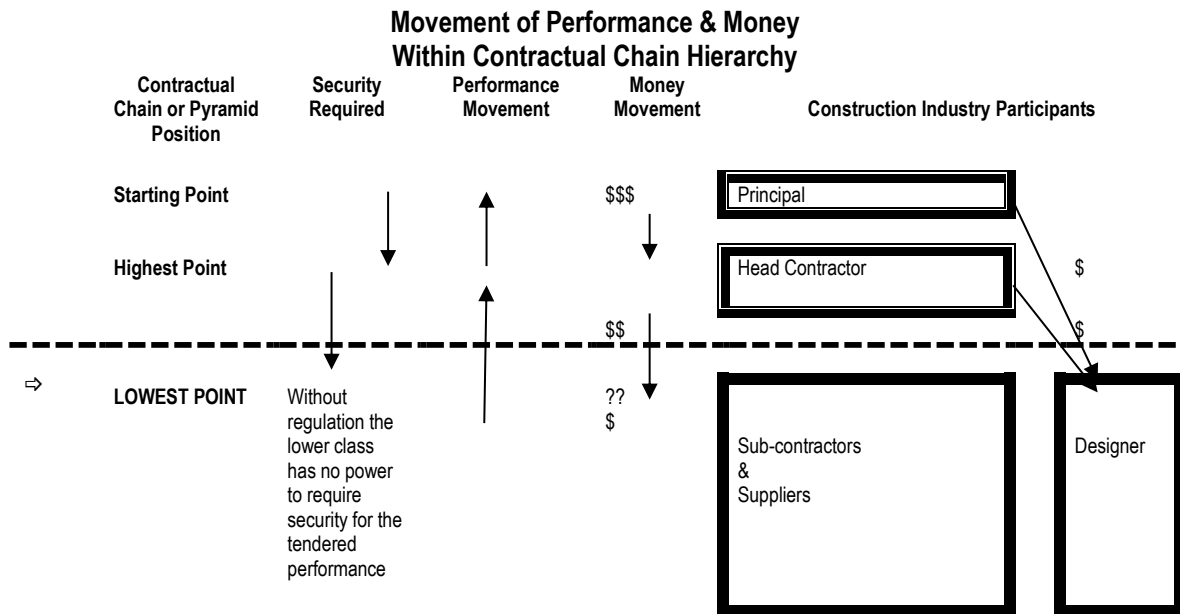 Movement of Performance & Money
Within Contractual Chain Hierarchy
Contractual
Chain or Pyramid
Position
Security
Required
Performance
Movement
Money
Movement
Construction Industry Participants
Starting Point
$$$
Principal
Highest Point
Head Contractor
$
$$
$
⇨
LOWEST POINT
Without
regulation the
lower class
has no power
to require
security for the
tendered
performance
??
$
Sub-contractors
&
Suppliers
Designer